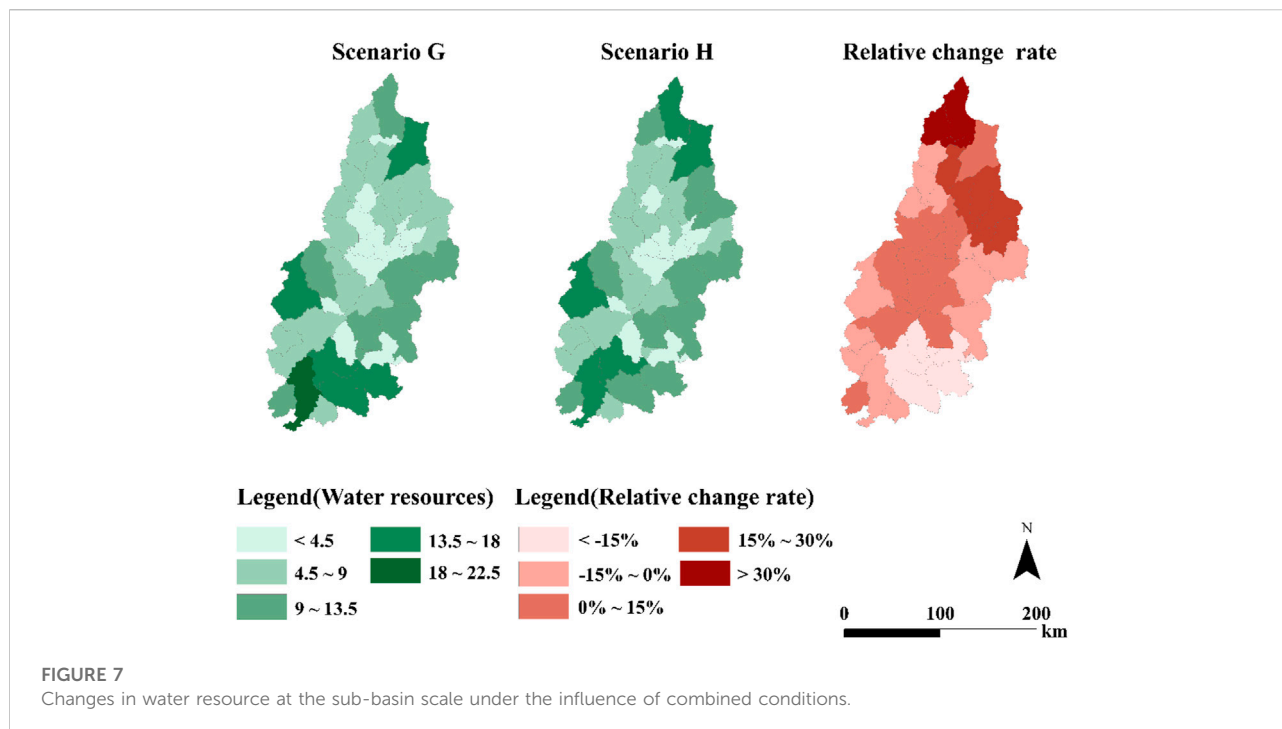 Scenario G
Scenario H
Relative change rate
Legend(Water resources)
< 4.5
4.5 ~ 9
9 ~ 13.5
13.5 ~ 18
18 ~ 22.5
Legend(Relative change rate)
< -15%
-15% ~ 0%
0% ~ 15%
15% ~ 30%
> 30%
N
0 100 200
km
FIGURE 7
Changes in water resource at the sub-basin scale under the influence of combined conditions.